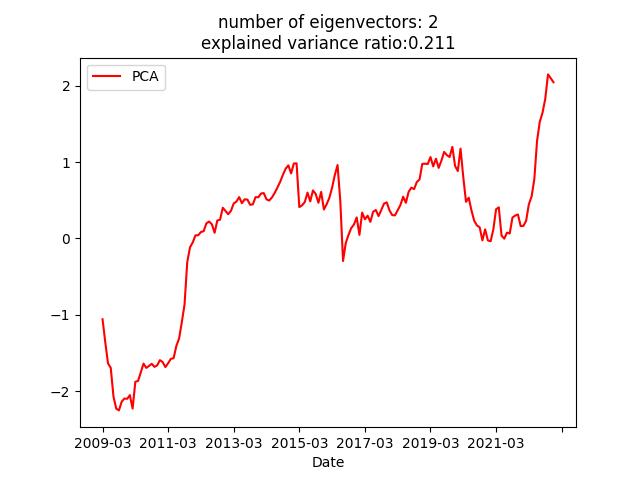 number of eigenvectors: 2
explained variance ratio:0.211
PCA
2
1
0
−1
−2
2009-03 2011-03 2013-03 2015-03 2017-03 2019-03 2021-03
Date